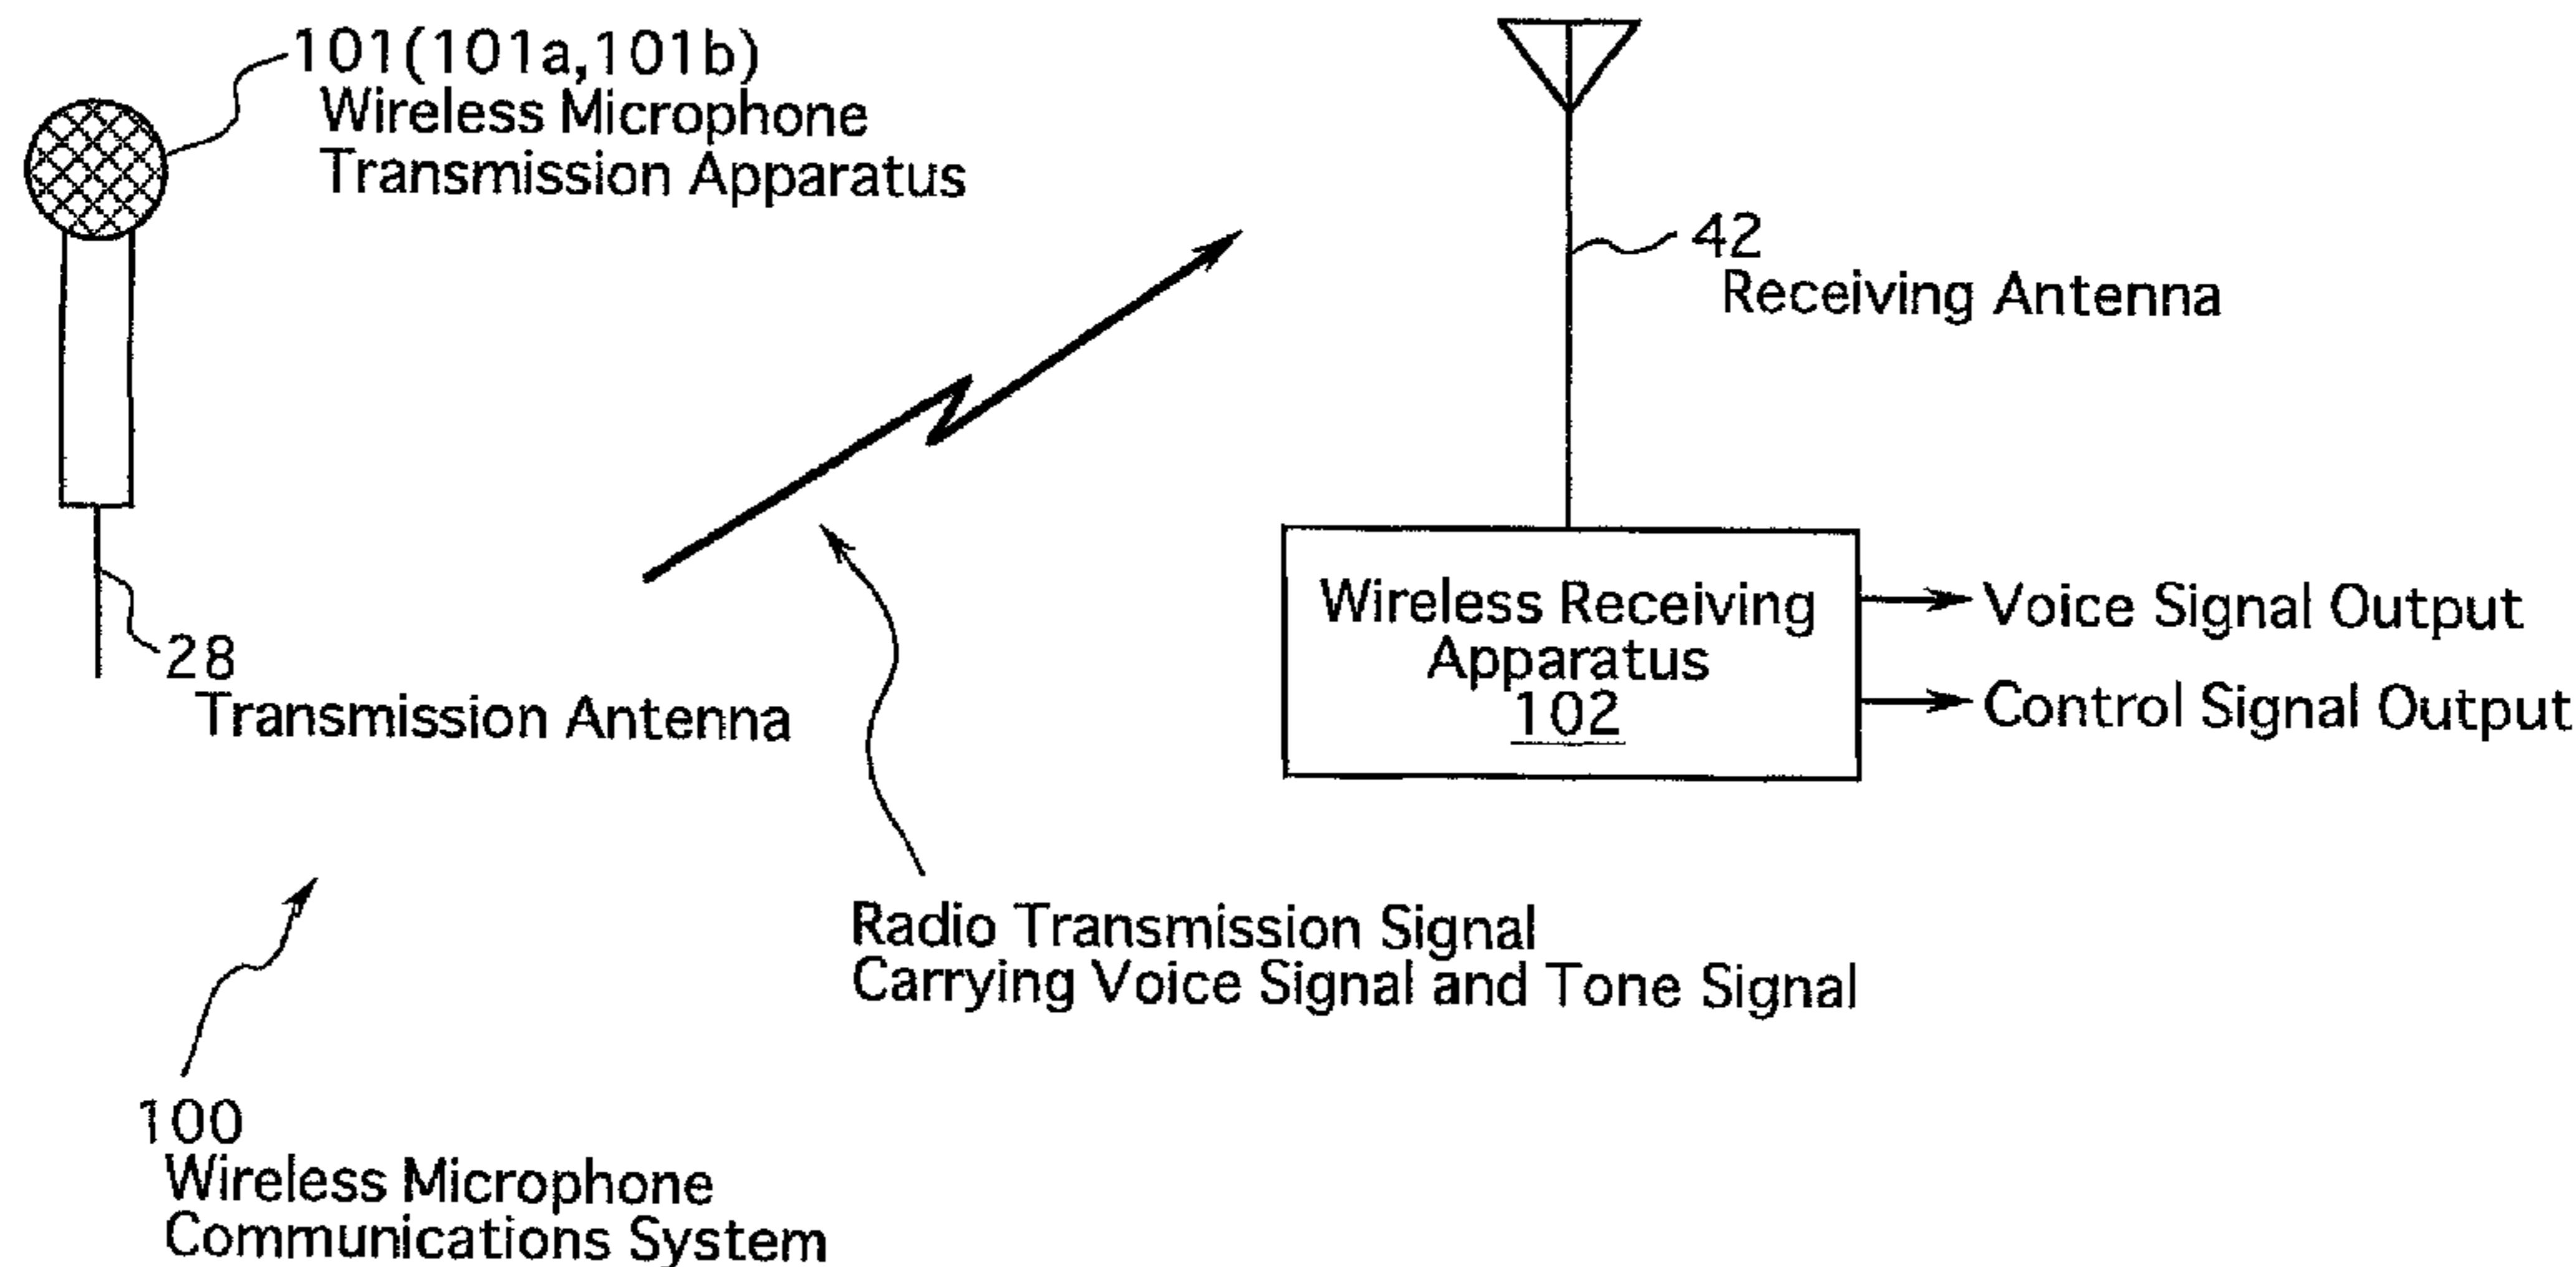 101(101a,101b)
Wireless Microphone
Transmission Apparatus
42
Receiving Antenna
28
Transmission Antenna
Wireless Receiving
Apparatus
102
Voice Signal Output
Control Signal Output
Radio Transmission Signal
Carrying Voice Signal and Tone Signal
100
Wireless Microphone
Communications System